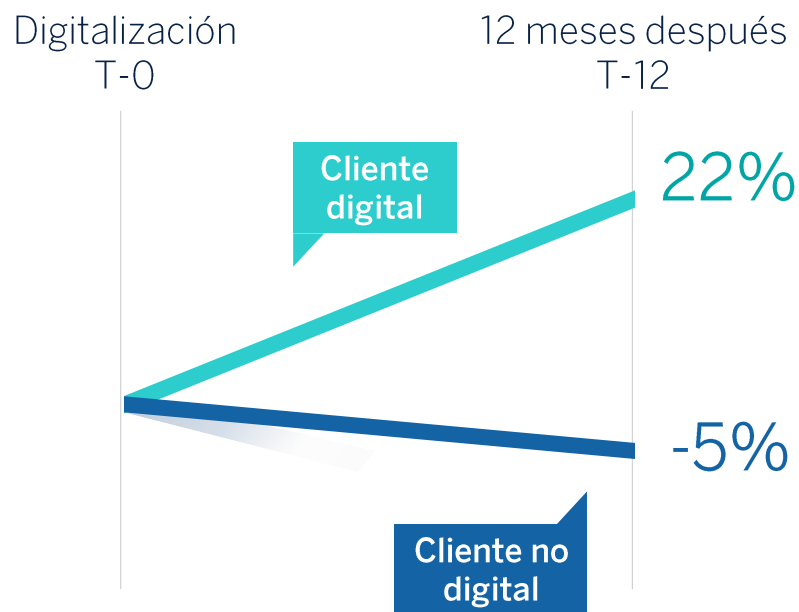 Digitalización
T-0
12 meses después
T-12
Cliente
digital
22%
-5%
Cliente no
digital